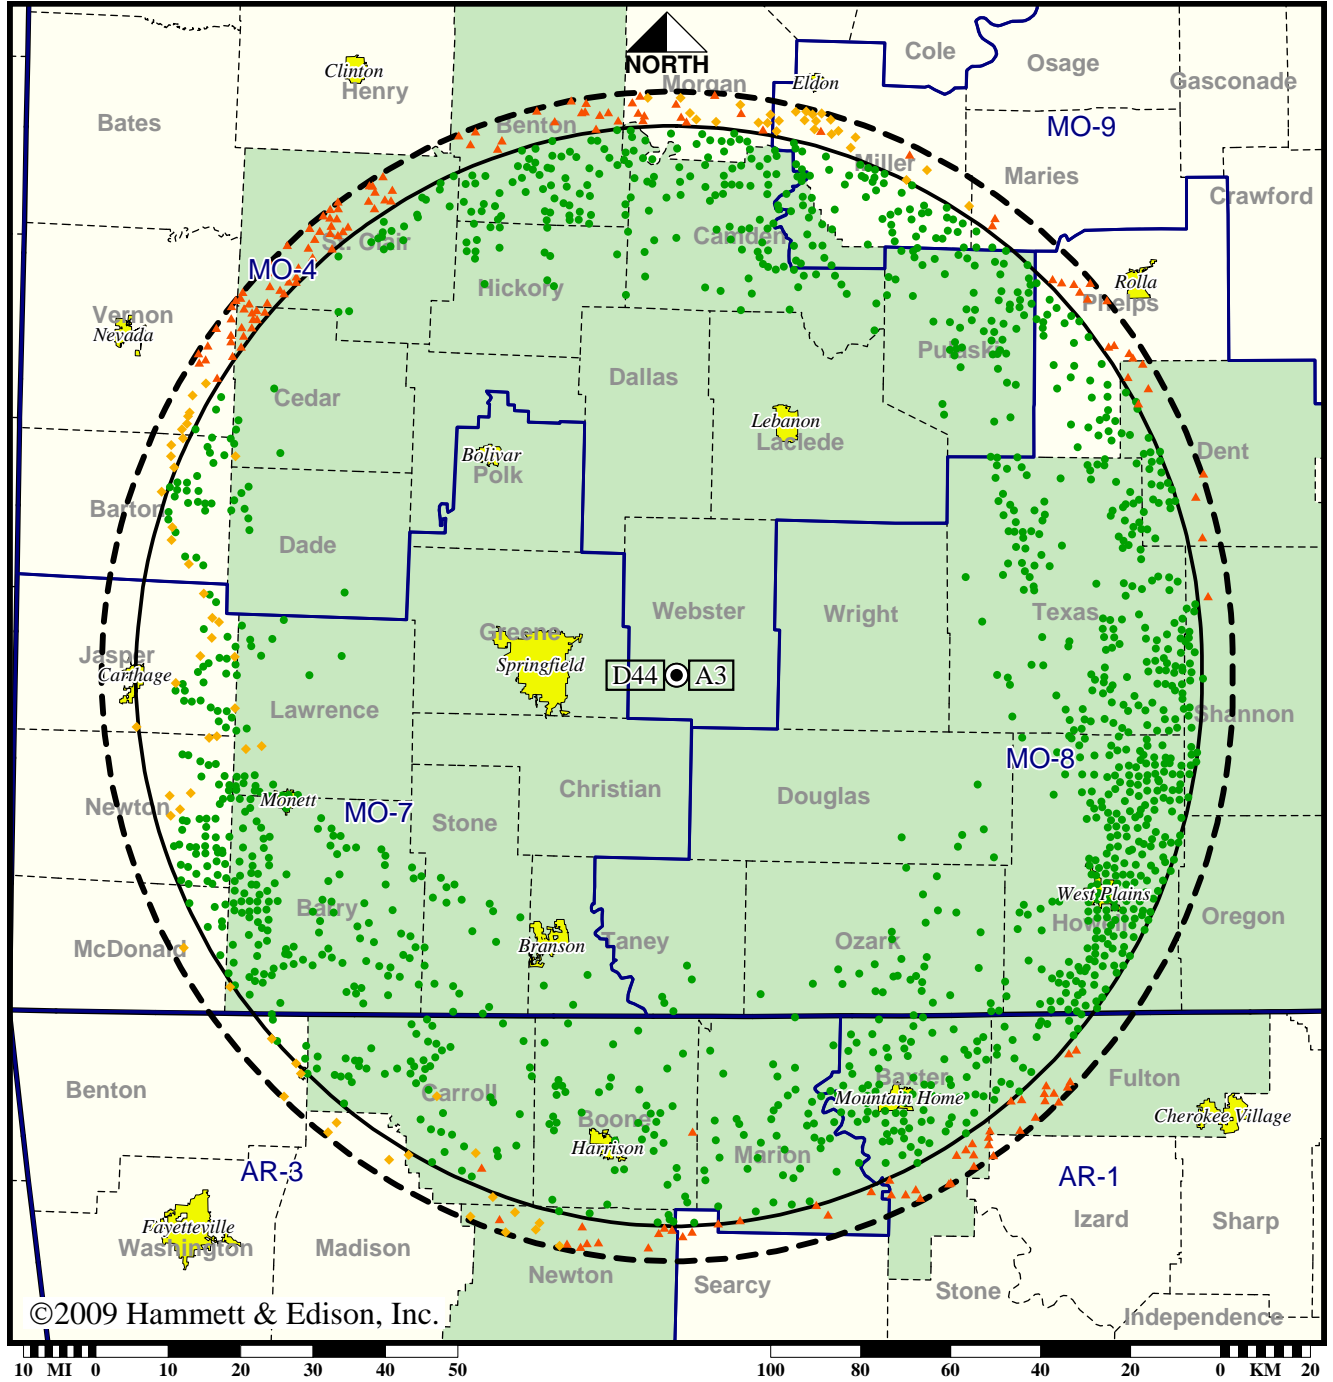 NORTH
Cole
Osage
Gasconade
Clinton
Henry
Morgan
Eldon
Bates
Benton
MO-9
Miller
Maries
Crawford
St. Clair
Camden
MO-4
Hickory
Rolla
Phelps
Vernon
Nevada
Pulaski
Dallas
Cedar
Lebanon
Laclede
Bolivar
Polk
Dent
Barton
Dade
Webster
Wright
Texas
Greene
Springfield
Jasper
Carthage
D44
A3
Lawrence
Shannon
MO-8
Christian
Douglas
Monett
Newton
MO-7
Stone
West Plains
Howell
Barry
Oregon
Branson
Taney
Ozark
McDonald
Benton
Carroll
Baxter
Mountain Home
Fulton
Cherokee Village
Boone
Harrison
Marion
AR-3
AR-1
Fayetteville
Washington
Madison
Izard
Sharp
Newton
Searcy
Stone
Independence
©2009 Hammett & Edison, Inc.
10 MI 0 10 20 30 40 50 100 80 60 40 20 0 KM 20